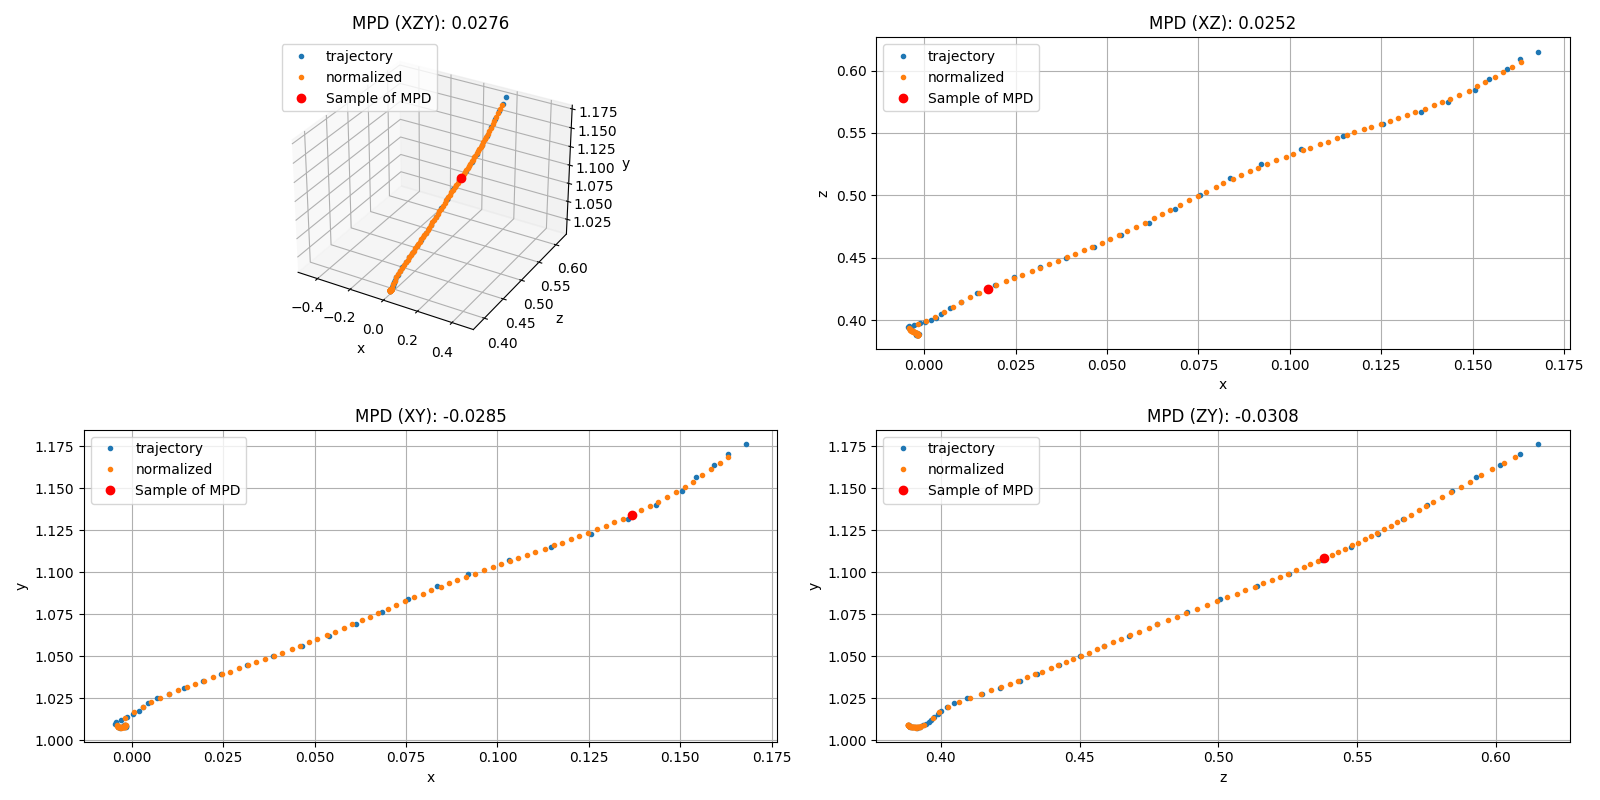 MPD (XZY): 0.0276
trajectory
normalized
Sample of MPD
1.175
1.150
1.125
1.100
1.075
1.050
1.025
y
0.60
0.55
0.50
0.45
0.40
z
−0.4
−0.2
0.0
0.2
0.4
x
MPD (XZ): 0.0252
trajectory
normalized
Sample of MPD
0.60
0.55
0.50
0.45
0.40
z
0.000 0.025 0.050 0.075 0.100 0.125 0.150 0.175
x
MPD (XY): -0.0285
trajectory
normalized
Sample of MPD
1.175
1.150
1.125
1.100
1.075
1.050
1.025
1.000
y
0.000 0.025 0.050 0.075 0.100 0.125 0.150 0.175
x
MPD (ZY): -0.0308
trajectory
normalized
Sample of MPD
1.175
1.150
1.125
1.100
1.075
1.050
1.025
1.000
y
0.40 0.45 0.50 0.55 0.60
z